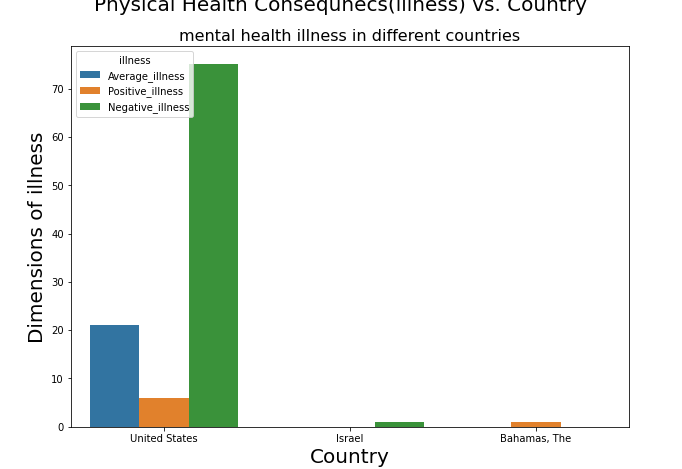 Physical Health Consequnecs(illness) vs. Country
mental health illness in different countries
illness
Average_illness
Positive_illness
Negative_illness
Dimensions of illness
70
60
50
40
30
20
10
0
United States
Israel
Bahamas, The
Country